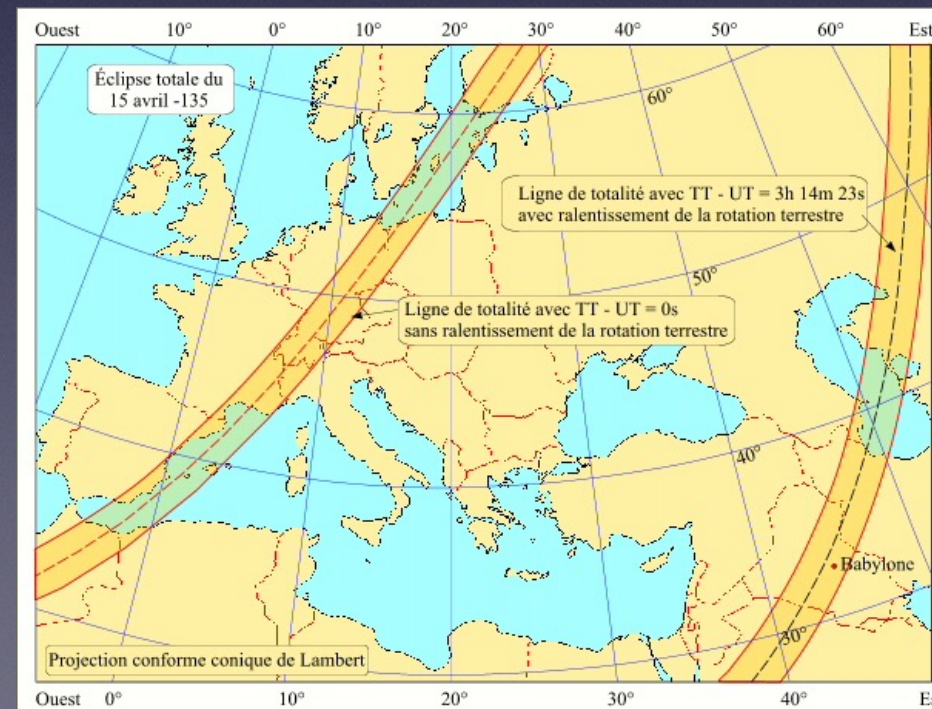 Ouest 10° 0° 10° 20° 30° 40° 50° 60° Est
Éclipse totale du
15 avril -135
60°
Ligne de totalité avec TT - UT = 3h 14m 23s
avec ralentissement de la rotation terrestre
50°
Ligne de totalité avec TT - UT = 0s
sans ralentissement de la rotation terrestre
40°
Babylone
30°
Projection conforme conique de Lambert
Ouest 0° 10° 20° 30° 40°